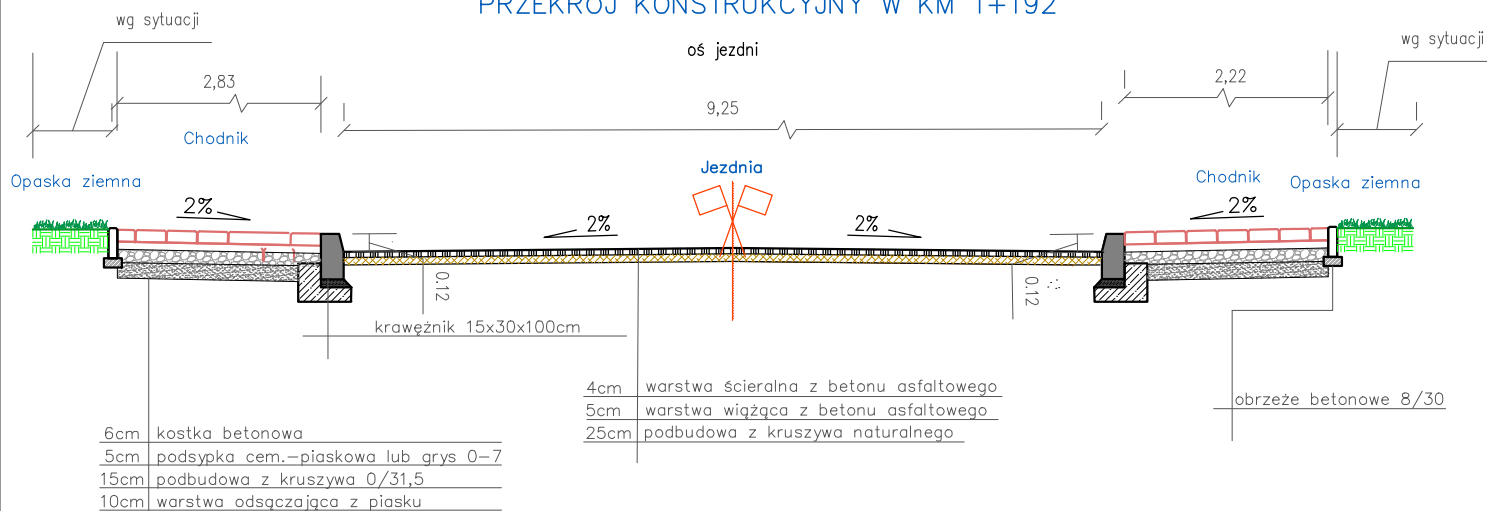 PRZEKRÓJ KONSTRUKCYJNY W KM 1+192
wg sytuacji
oś jezdni
wg sytuacji
2,83
9,25
2,22
Chodnik
Jezdnia
Chodnik
Opaska ziemna
Opaska ziemna
2%
2%
2%
2%
0.12
0.12
krawężnik 15x30x100cm
4cm warstwa ścieralna z betonu asfaltowego
5cm warstwa wiążąca z betonu asfaltowego
25cm podbudowa z kruszywa naturalnego
obrzeże betonowe 8/30
6cm kostka betonowa
5cm podsypka cem.-piaskowa lub grys 0-7
15cm podbudowa z kruszywa 0/31,5
10cm warstwa odsączająca z piasku